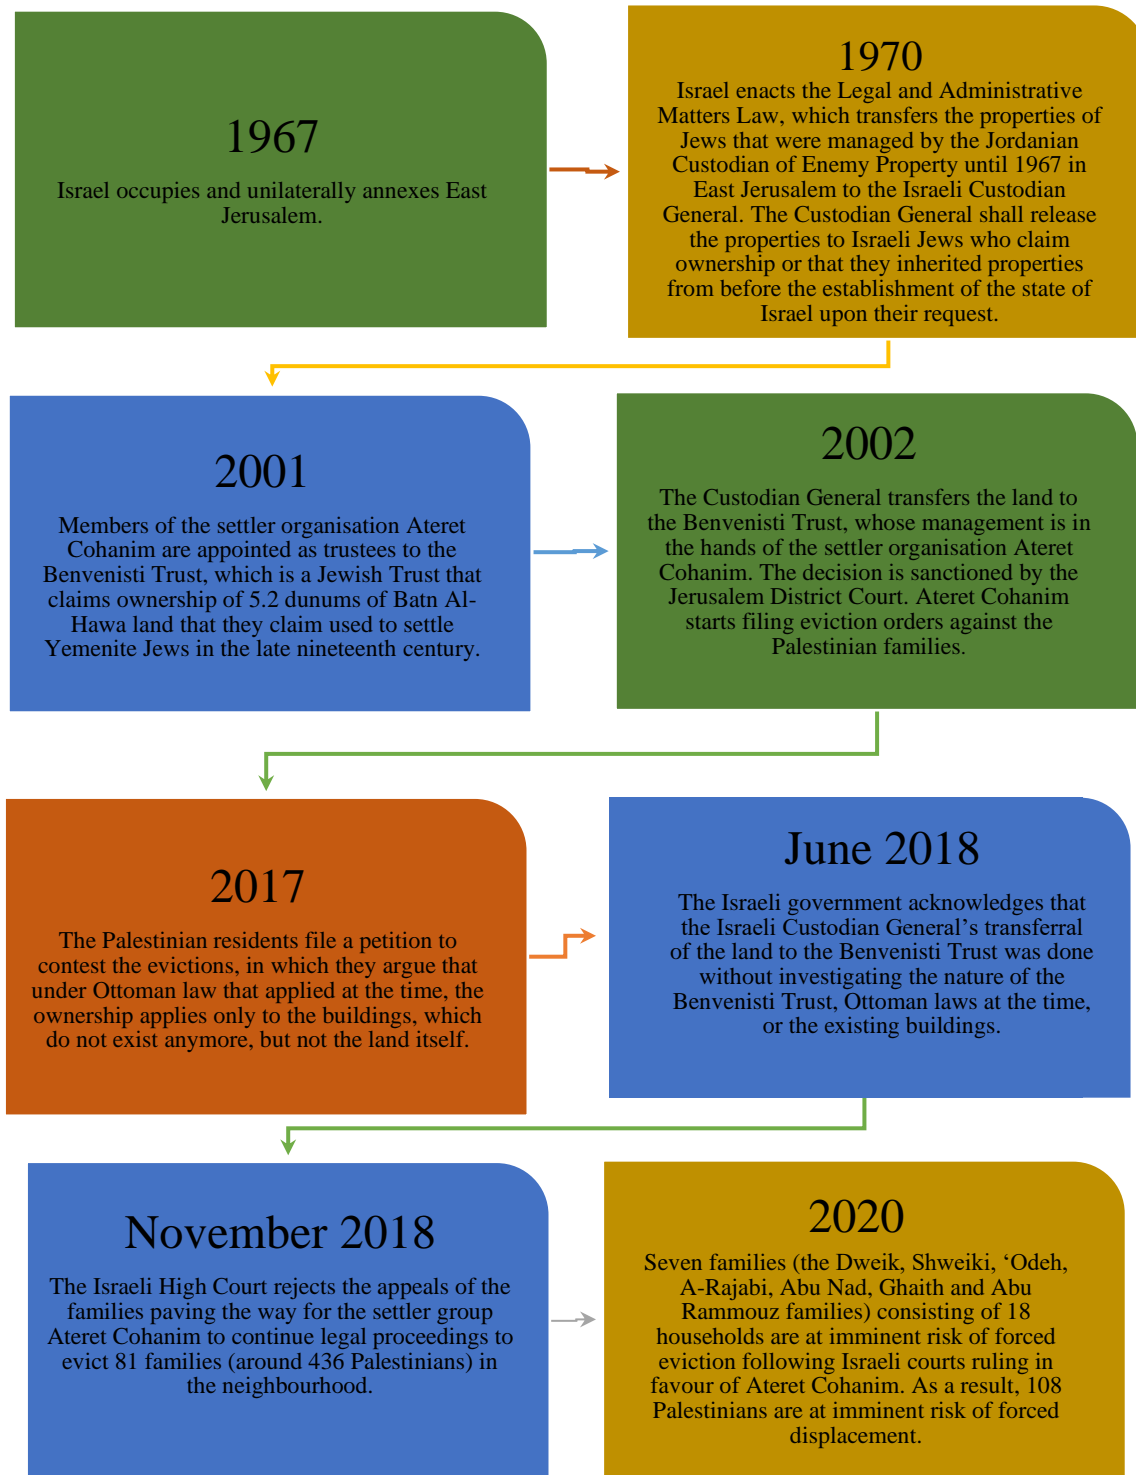 1967
Israel occupies and unilaterally annexes East
Jerusalem.
1970
Israel enacts the Legal and Administrative
Matters Law, which transfers the properties of
Jews that were managed by the Jordanian
Custodian of Enemy Property until 1967 in
East Jerusalem to the Israeli Custodian
General. The Custodian General shall release
the properties to Israeli Jews who claim
ownership or that they inherited properties
from before the establishment of the state of
Israel upon their request.
2001
Members of the settler organisation Ateret
Cohanim are appointed as trustees to the
Benvenisti Trust, which is a Jewish Trust that
claims ownership of 5.2 dunums of Batn Al-
Hawa land that they claim used to settle
Yemenite Jews in the late nineteenth century.
2002
The Custodian General transfers the land to
the Benvenisti Trust, whose management is in
the hands of the settler organisation Ateret
Cohanim. The decision is sanctioned by the
Jerusalem District Court. Ateret Cohanim
starts filing eviction orders against the
Palestinian families.
2017
The Palestinian residents file a petition to
contest the evictions, in which they argue that
under Ottoman law that applied at the time, the
ownership applies only to the buildings, which
do not exist anymore, but not the land itself.
June 2018
The Israeli government acknowledges that
the Israeli Custodian General’s transferral
of the land to the Benvenisti Trust was done
without investigating the nature of the
Benvenisti Trust, Ottoman laws at the time,
or the existing buildings.
November 2018
The Israeli High Court rejects the appeals of the
families paving the way for the settler group
Ateret Cohanim to continue legal proceedings to
evict 81 families (around 436 Palestinians) in
the neighbourhood.
2020
Seven families (the Dweik, Shweiki, ‘Odeh,
A-Rajabi, Abu Nad, Ghaith and Abu
Rammouz families) consisting of 18
households are at imminent risk of forced
eviction following Israeli courts ruling in
favour of Ateret Cohanim. As a result, 108
Palestinians are at imminent risk of forced
displacement.